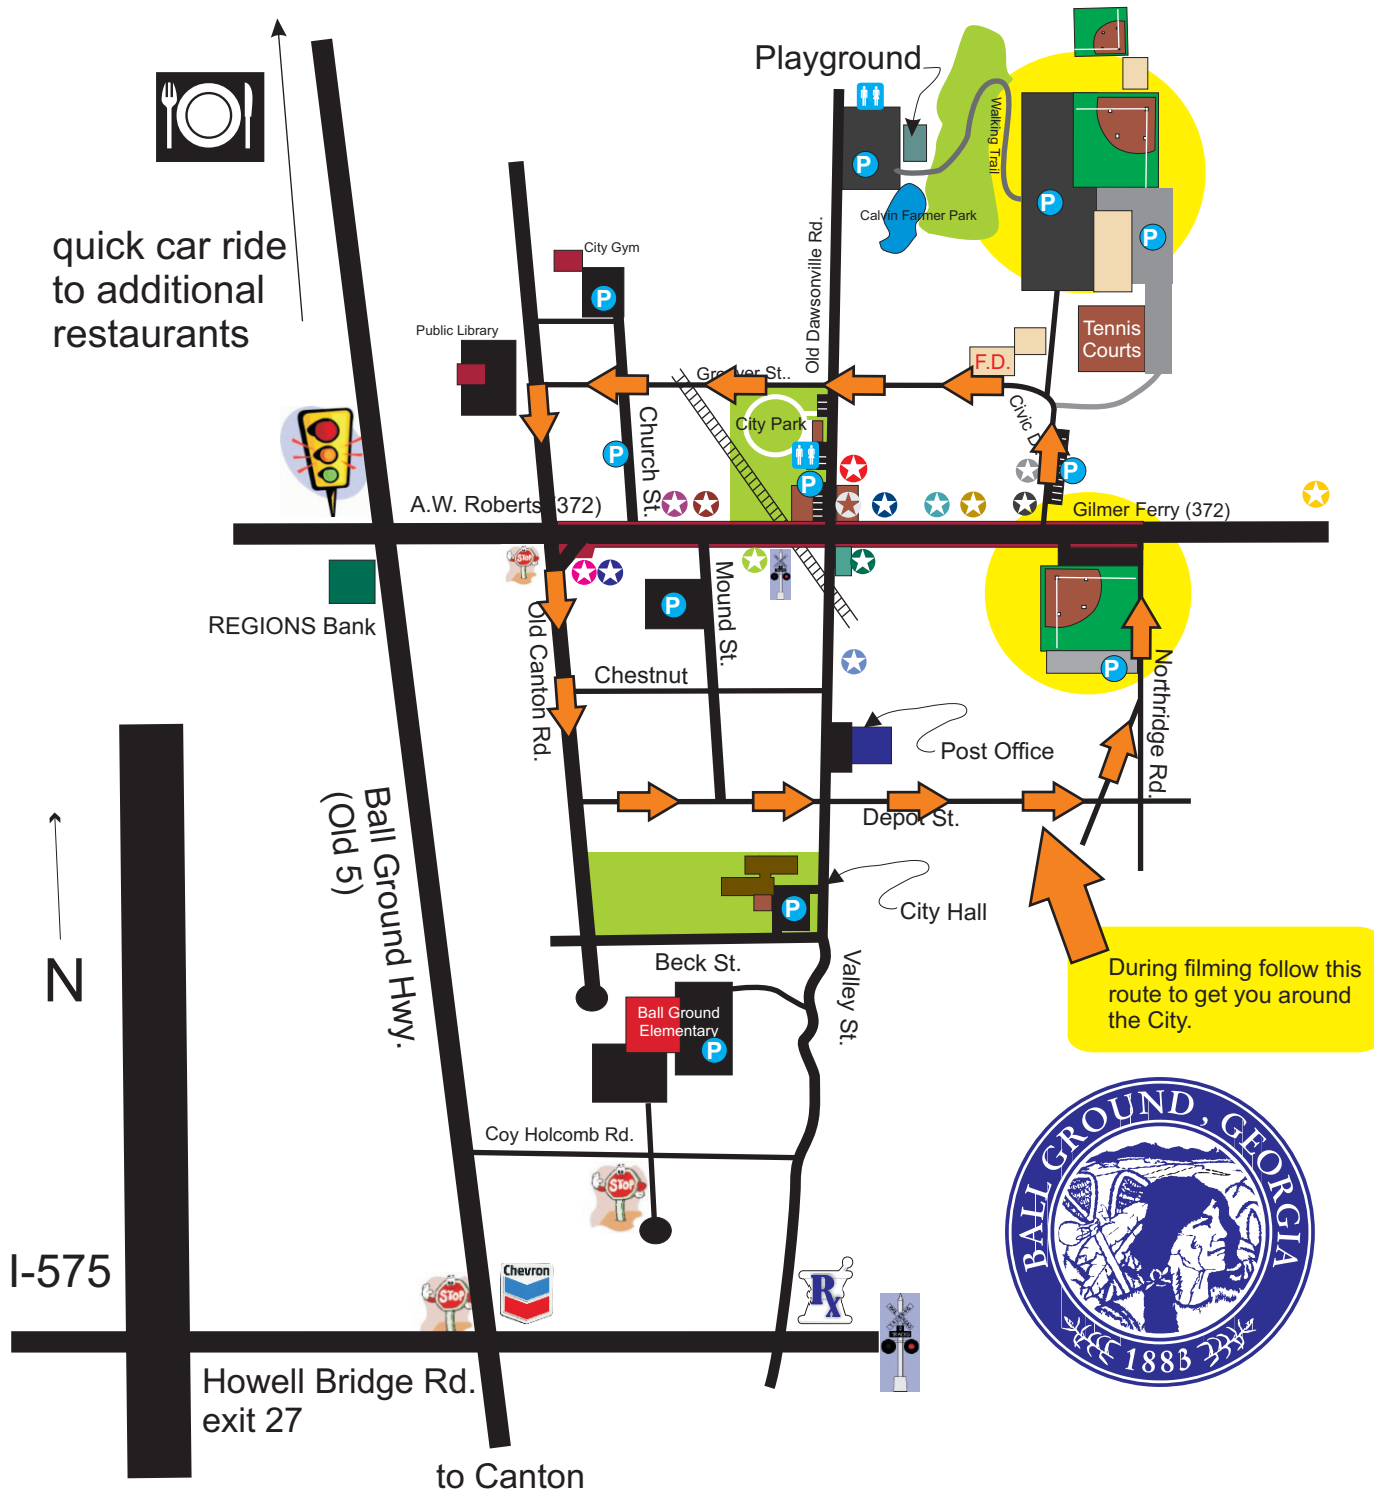 Playground
Walking Trail
P
P
P
Calvin Farmer Park
Old Dawsonville Rd.
quick car ride
to additional
restaurants
City Gym
P
Public Library
Tennis
Courts
F.D.
St..
City Park
Church St.
P
P
P
A.W. Roberts (372)
Gilmer Ferry (372)
STOP
REGIONS Bank
P
Mound St.
Old Canton Rd.
Chestnut
P
Northridge Rd.
Post Office
Depot St.
Ball Ground Hwy.
(Old 5)
P
City Hall
N
Beck St.
Valley St.
During filming follow this
route to get you around
the City.
Ball Ground
Elementary
P
Coy Holcomb Rd.
STOP
I-575
STOP
Chevron
Rx
BALL GROUND, GEORGIA
1883
Howell Bridge Rd.
exit 27
to Canton